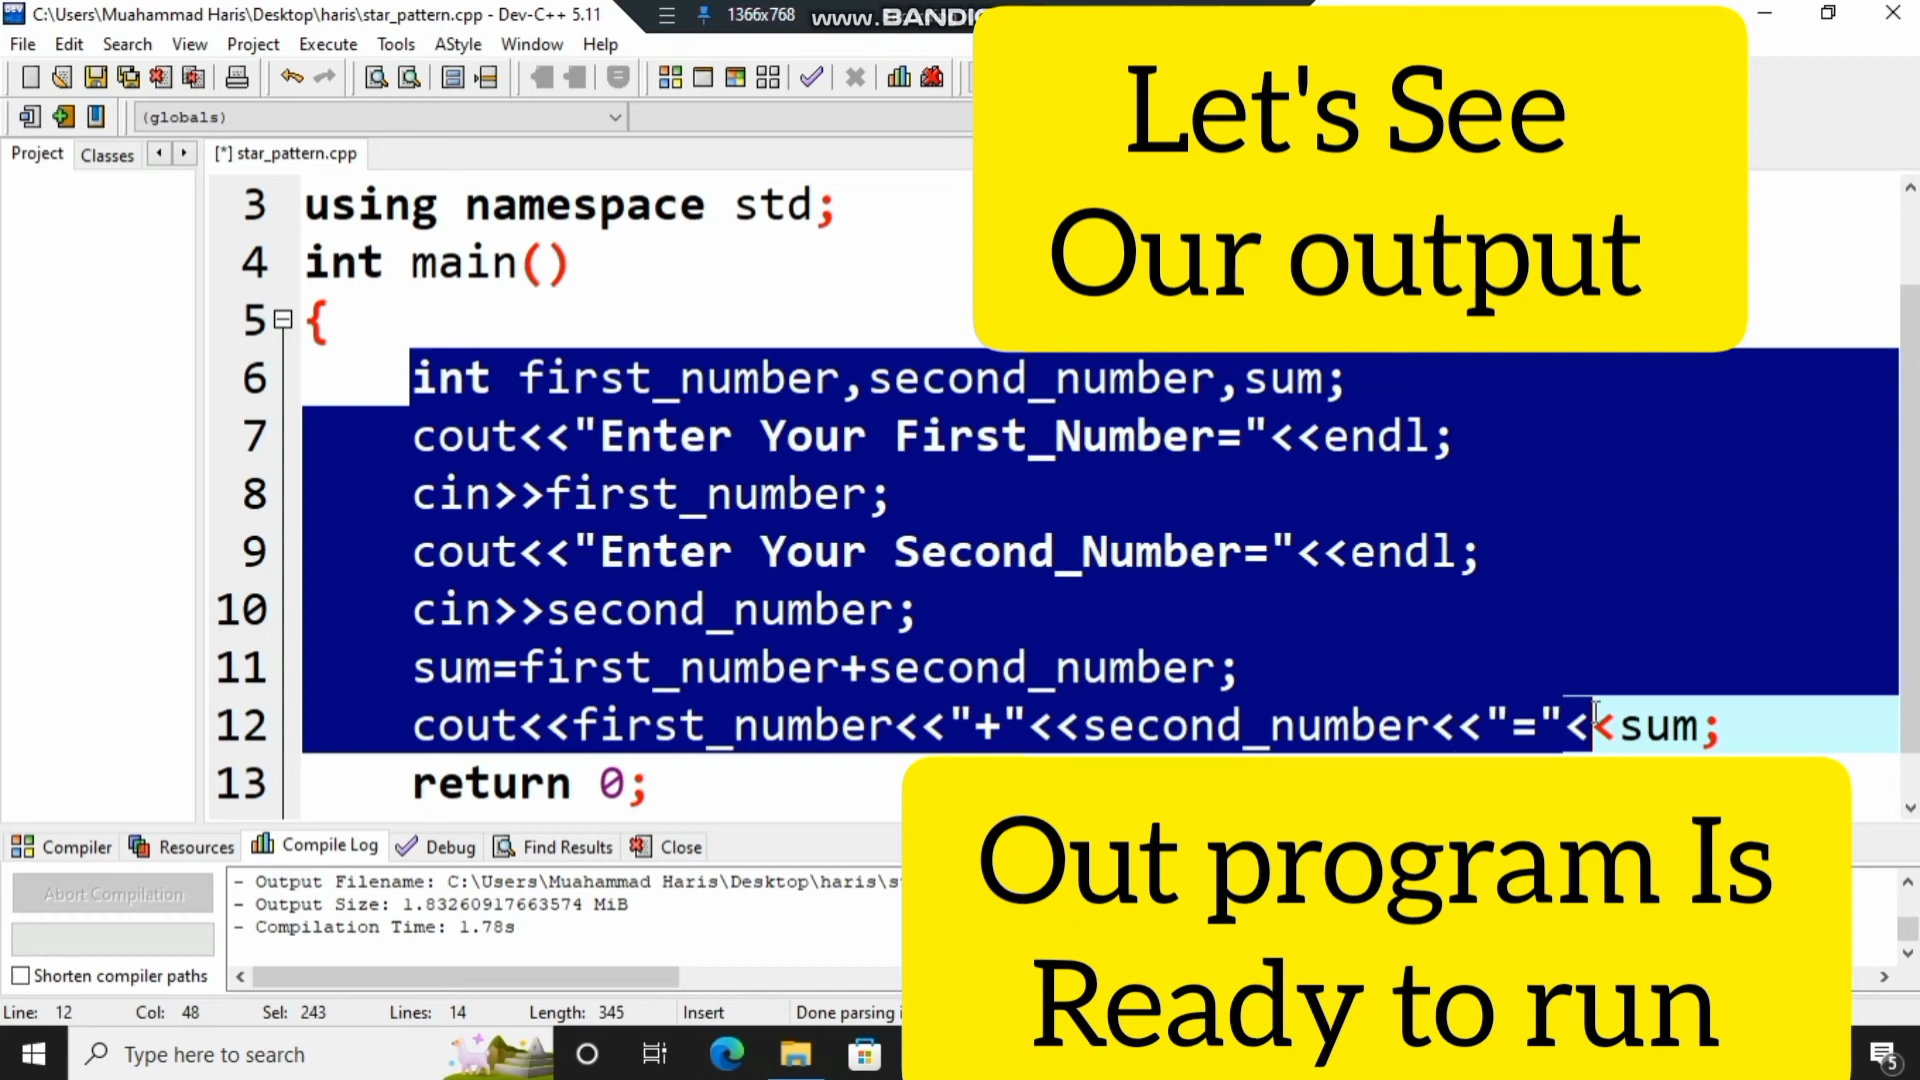 C:\Users\Muahammad Haris\Desktop\haris\star_pattern.cpp - Dev-C++ 5.11
1366x768
www.BANDIC
File Edit Search View Project Execute Tools AStyle Window Help
(globals)
Project Classes
[*] star_pattern.cpp
Let's See
Our output
3 using namespace std;
4 int main()
5 {
6 int first_number,second_number,sum;
7 cout<<"Enter Your First_Number="<<endl;
8 cin>>first_number;
9 cout<<"Enter Your Second_Number="<<endl;
10 cin>>second_number;
11 sum=first_number+second_number;
12 cout<<first_number<<"+"<<second_number<<"="<<sum;
13 return 0;
Compiler Resources Compile Log Debug Find Results Close
Abort Compilation
Shorten compiler paths
- Output Filename: C:\Users\Muahammad Haris\Desktop\haris\s
- Output Size: 1.83260917663574 MiB
- Compilation Time: 1.78s
Out program Is
Ready to run
Line: 12 Col: 48 Sel: 243 Lines: 14 Length: 345 Insert Done parsing
Type here to search
5